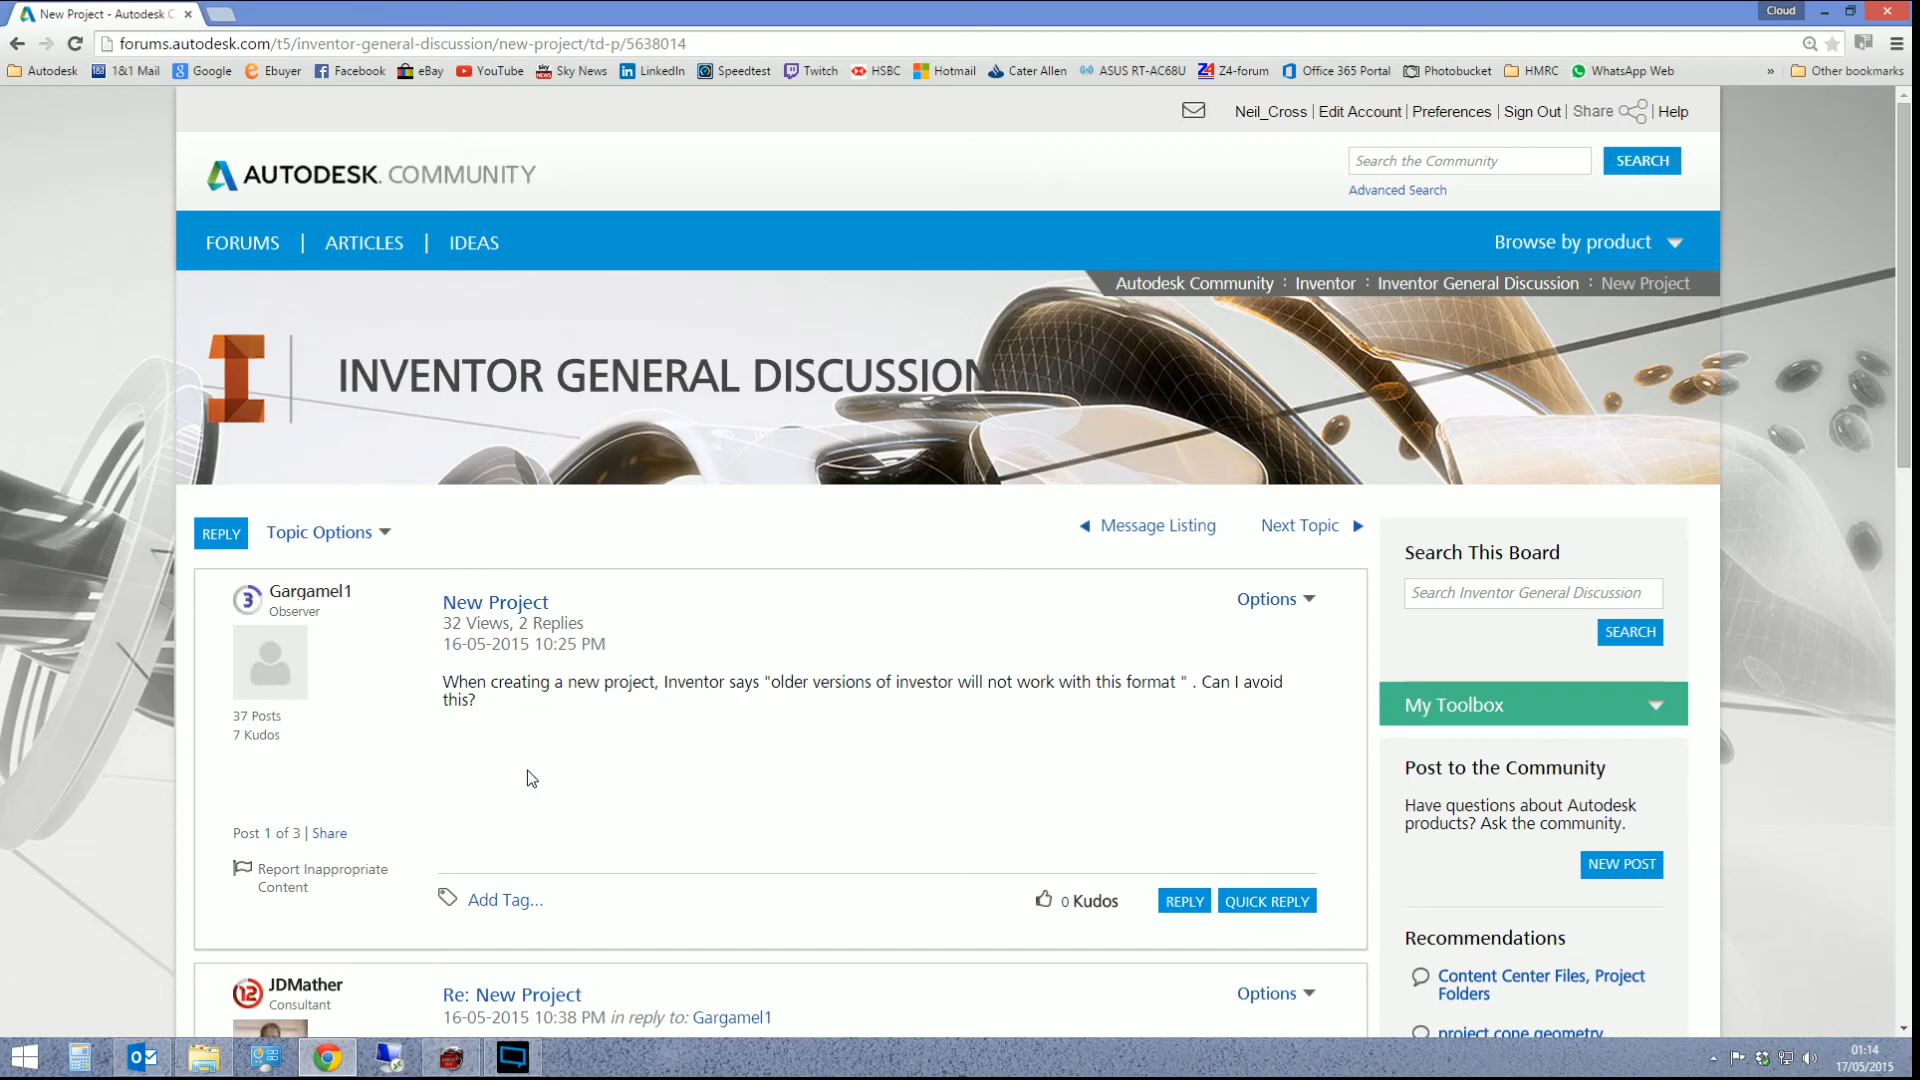 New Project - Autodesk C
Cloud
forums.autodesk.com/t5/inventor-general-discussion/new-project/td-p/5638014
Autodesk 1&1 Mail Google Ebuyer Facebook eBay YouTube Sky News LinkedIn Speedtest Twitch HSBC Hotmail Cater Allen ASUS RT-AC68U Z4-forum Office 365 Portal Photobucket HMRC WhatsApp Web » Other bookmarks
Neil_Cross | Edit Account | Preferences | Sign Out | Share | Help
AUTODESK. COMMUNITY
Search the Community SEARCH
Advanced Search
FORUMS | ARTICLES | IDEAS
Browse by product
Autodesk Community : Inventor : Inventor General Discussion : New Project
INVENTOR GENERAL DISCUSSION
REPLY Topic Options
Message Listing Next Topic
3 Gargamel1
Observer
37 Posts
7 Kudos
Post 1 of 3 | Share
Report Inappropriate
Content
New Project
32 Views, 2 Replies
16-05-2015 10:25 PM
Options
When creating a new project, Inventor says "older versions of investor will not work with this format " . Can I avoid
this?
Add Tag...
0 Kudos REPLY QUICK REPLY
12 JDMather
Consultant
Re: New Project
16-05-2015 10:38 PM in reply to: Gargamel1
Options
Search This Board
Search Inventor General Discussion
SEARCH
My Toolbox
Post to the Community
Have questions about Autodesk
products? Ask the community.
NEW POST
Recommendations
Content Center Files, Project
Folders
project cope geometry
01:14
17/05/2015